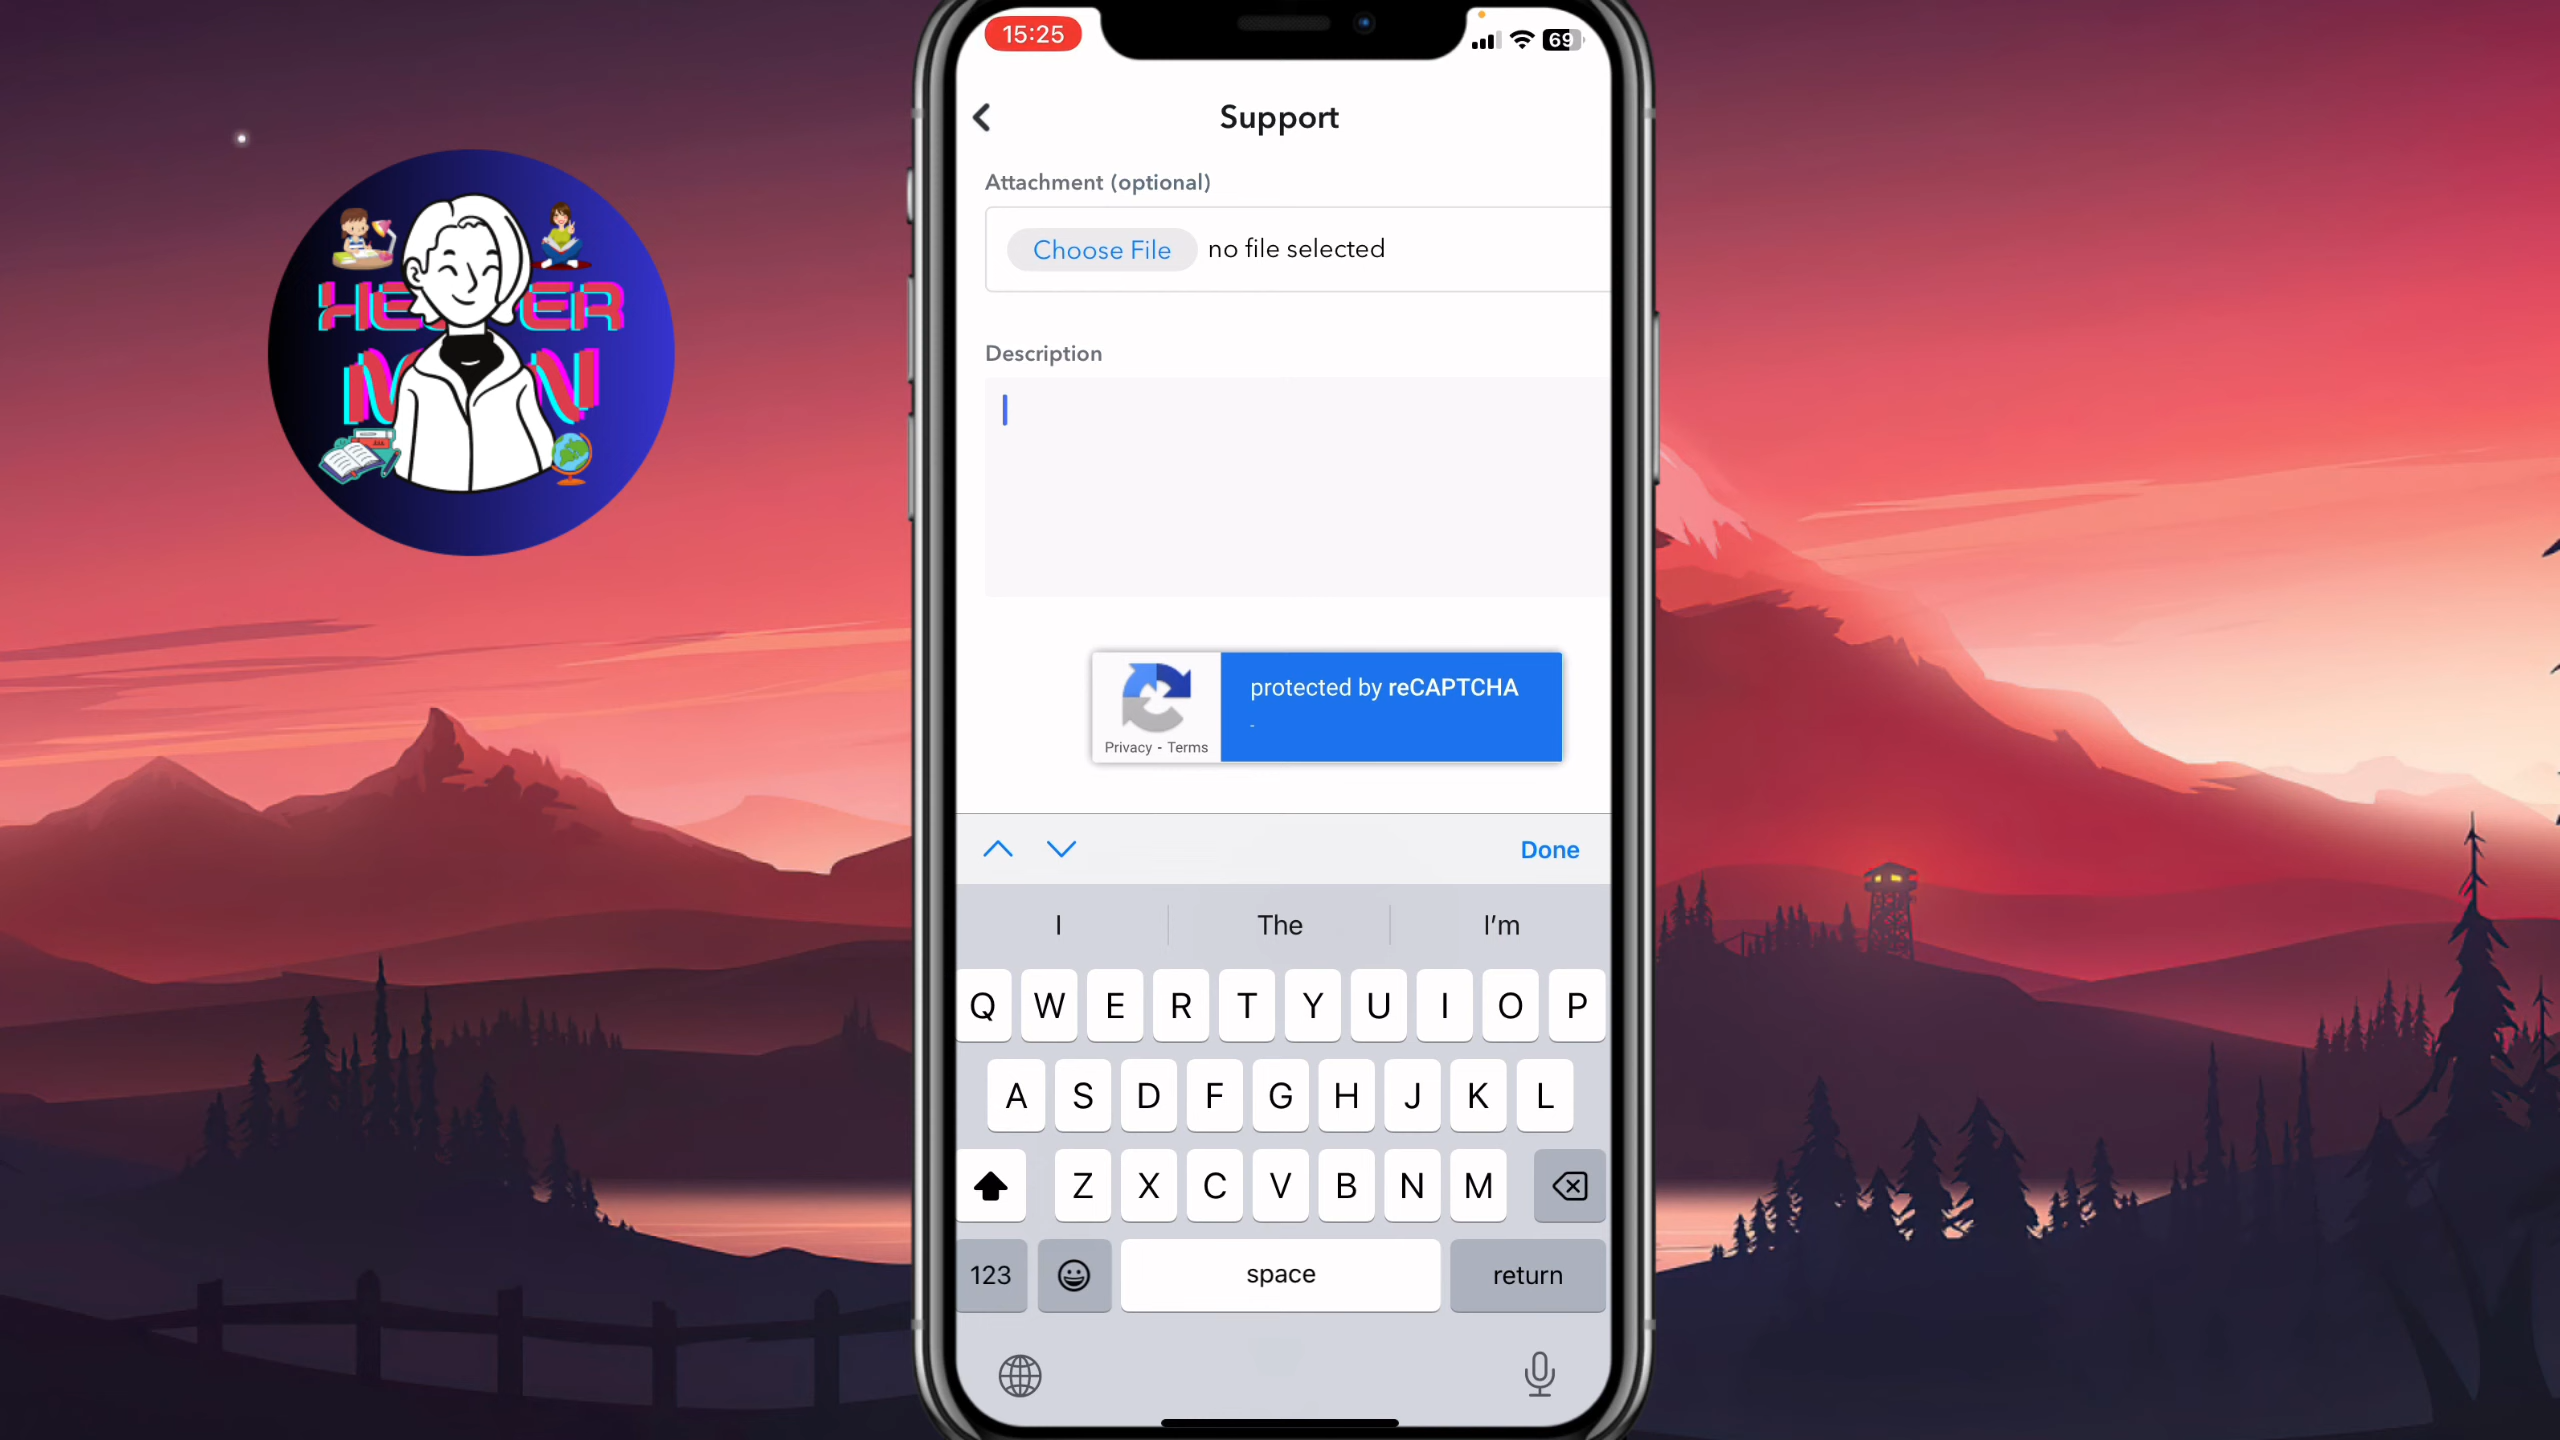 15:25
69
Support
Attachment (optional)
Choose File no file selected
Description
protected by reCAPTCHA
-
Privacy - Terms
Done
I The I'm
Q W E R T Y U I O P
A S D F G H J K L
Z X C V B N M
123 space return